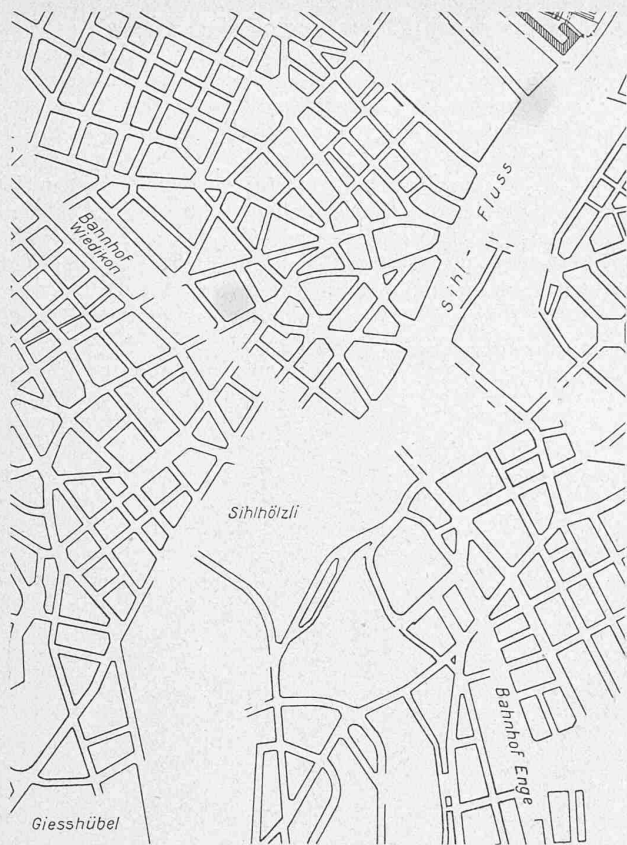 Sihl-Fluss
Bahnhof
Wiedikon
Sihlhölzli
Bahnhof Enge
Giesshübel